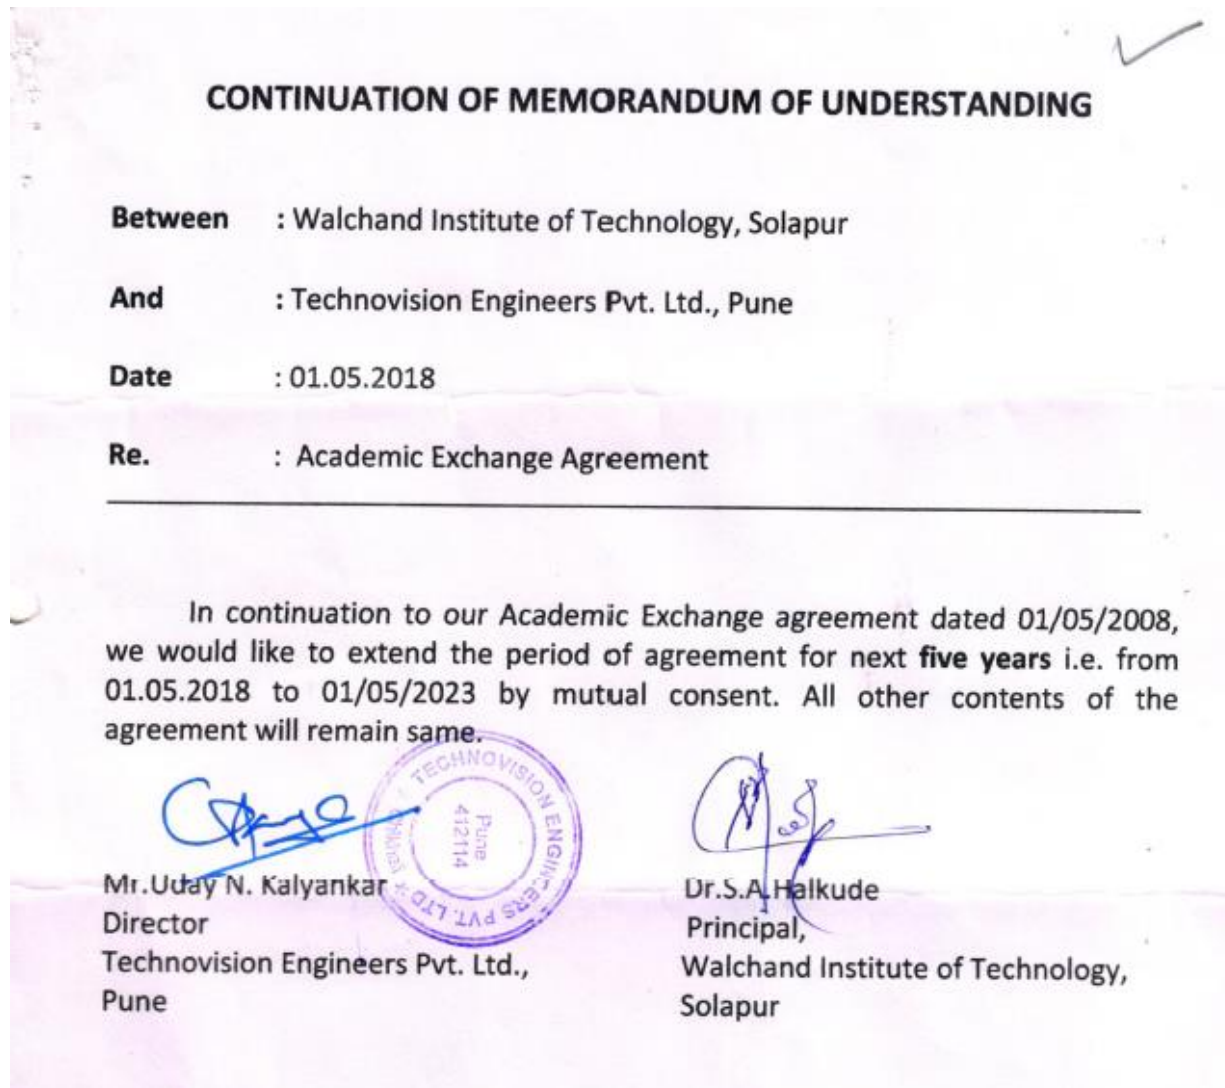 CONTINUATION OF MEMORANDUM OF UNDERSTANDING
Between : Walchand Institute of Technology, Solapur
And : Technovision Engineers Pvt. Ltd., Pune
Date : 01.05.2018
Re. : Academic Exchange Agreement
In continuation to our Academic Exchange agreement dated 01/05/2008,
we would like to extend the period of agreement for next five years i.e. from
01.05.2018 to 01/05/2023 by mutual consent. All other contents of the
agreement will remain same.
TECHNOVISION ENGINEERS PVT. LTD
Pune
412114
Mr.Uday N. Kalyankar
Director
Technovision Engineers Pvt. Ltd.,
Pune
Dr.S.A.Halkude
Principal,
Walchand Institute of Technology,
Solapur